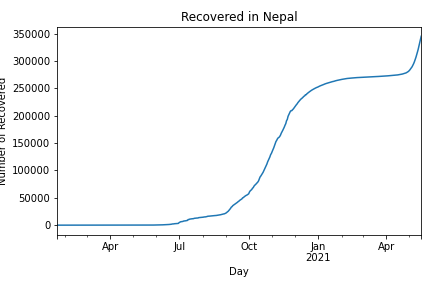 Recovered in Nepal
350000
300000
250000
200000
150000
100000
50000
0
Number of Recovered
Apr
Jul
Oct
Jan
2021
Apr
Day